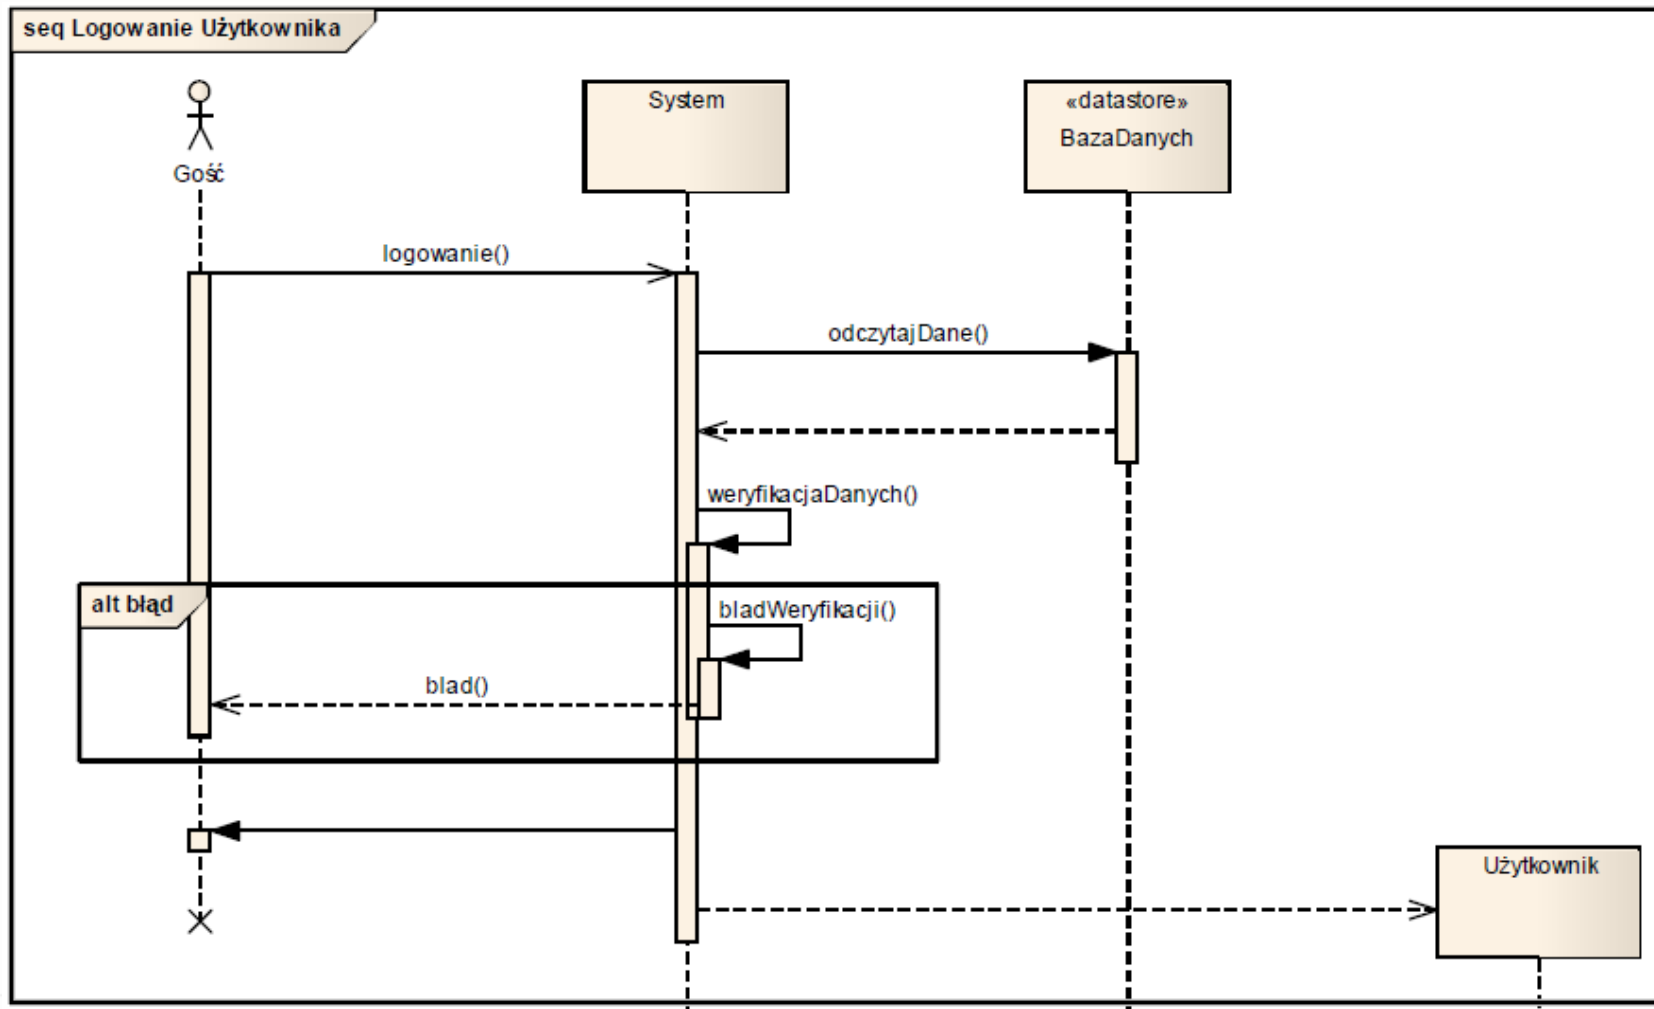 seq Logowanie Użytkownika
Gość
System
«datastore»
BazaDanych
logowanie()
odczytajDane()
weryfikacjaDanych()
alt błąd
bladWeryfikacji()
blad()
Użytkownik